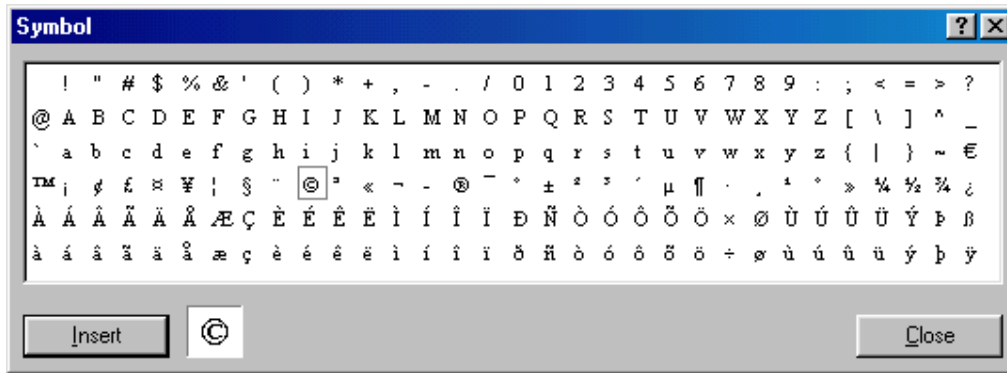 Symbol ? X
! " # $ % & ' ( ) * + , - . / 0 1 2 3 4 5 6 7 8 9 : ; < = > ?
@ A B C D E F G H I J K L M N O P Q R S T U V W X Y Z [ \ ] ^ _
` a b c d e f g h i j k l m n o p q r s t u v w x y z { | } ~ €
™ ¡ ¢ £ ¤ ¥ ¦ § ¨ © ª « ¬ - ® ¯ ° ± ² ³ ´ µ ¶ · ¸ ¹ º » ¼ ½ ¾ ¿
À Á Â Ã Ä Å Æ Ç È É Ê Ë Ì Í Î Ï Ð Ñ Ò Ó Ô Õ Ö × Ø Ù Ú Û Ü Ý Þ ß
à á â ã ä å æ ç è é ê ë ì í î ï ð ñ ò ó ô õ ö ÷ ø ù ú û ü ý þ ÿ
Insert © Close